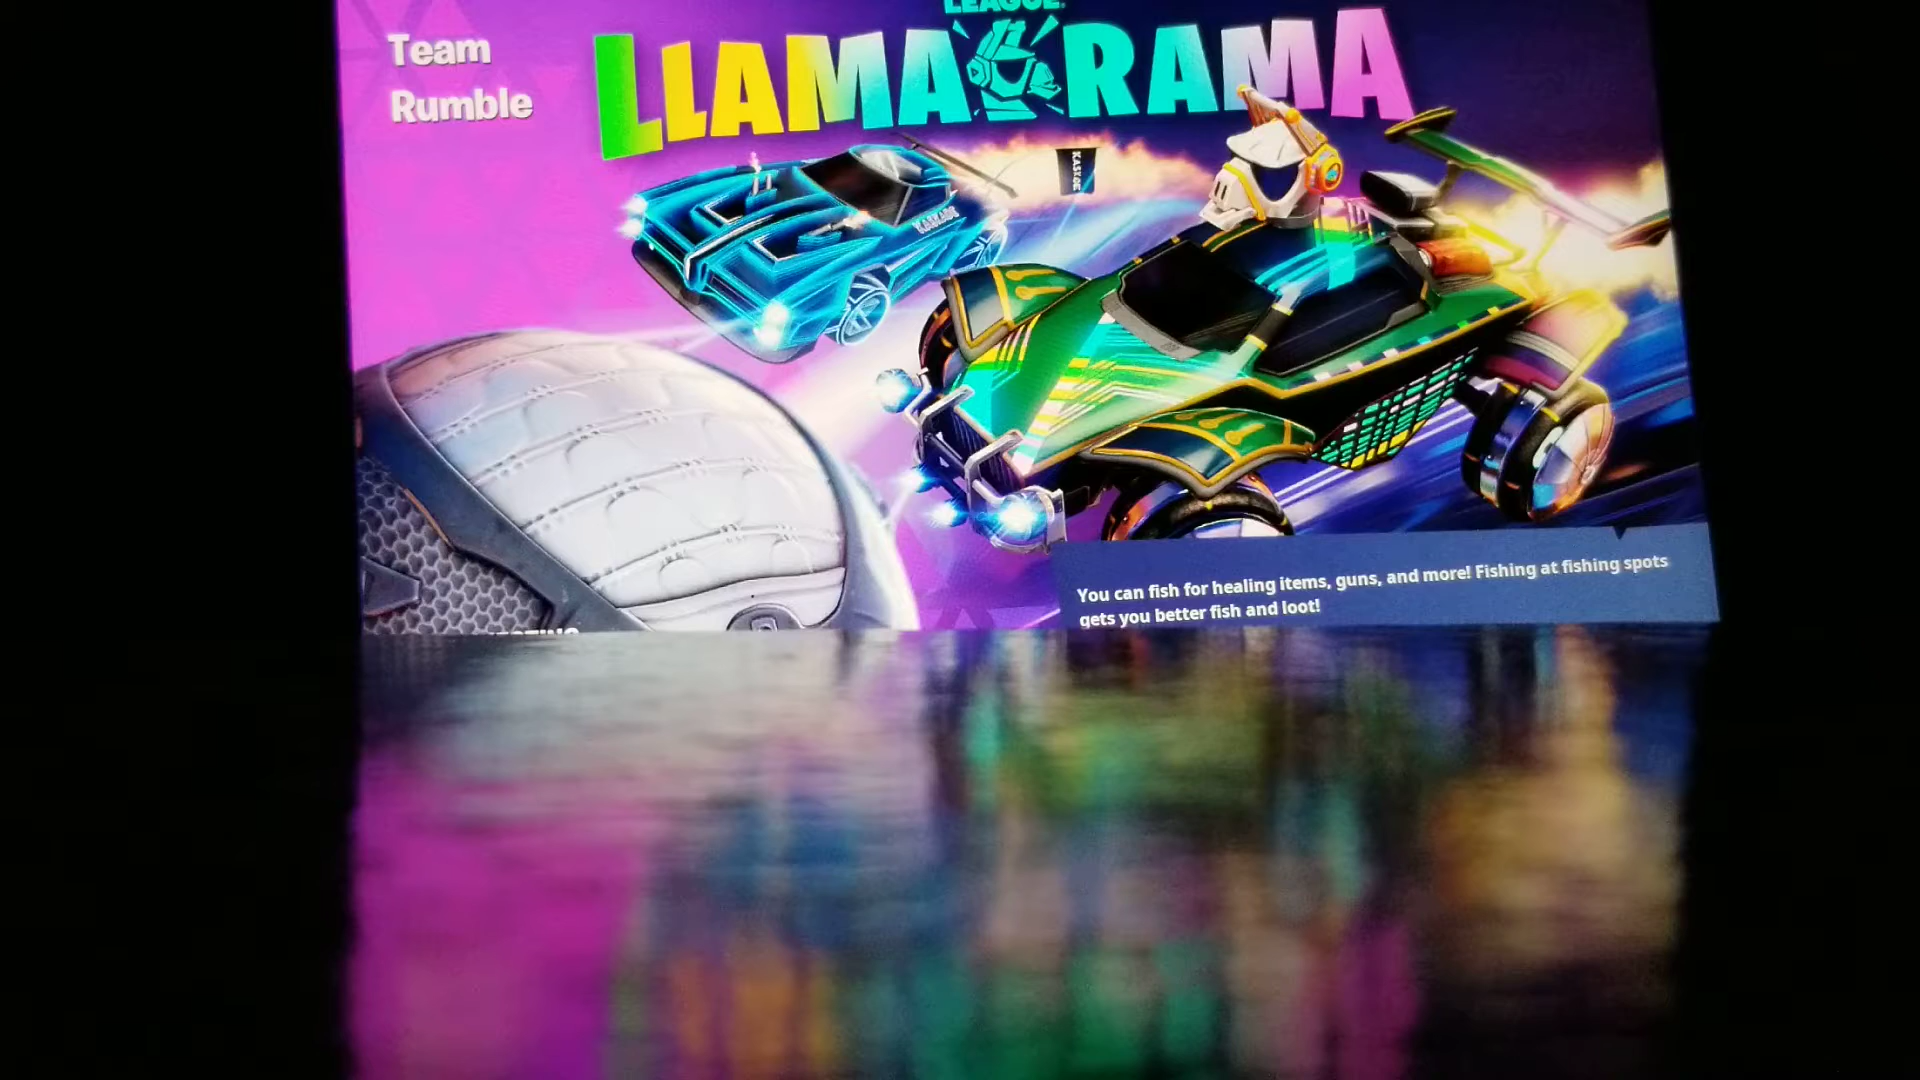 LEAGUE
Team
Rumble
LLAMA RAMA
KASKADE
You can fish for healing items, guns, and more! Fishing at fishing spots
gets you better fish and loot!